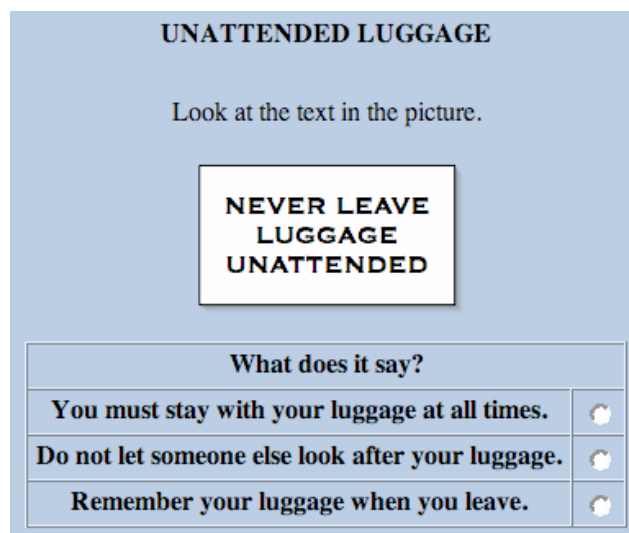 UNATTENDED LUGGAGE
Look at the text in the picture.
NEVER LEAVE
LUGGAGE
UNATTENDED
What does it say?
You must stay with your luggage at all times.
Do not let someone else look after your luggage.
Remember your luggage when you leave.